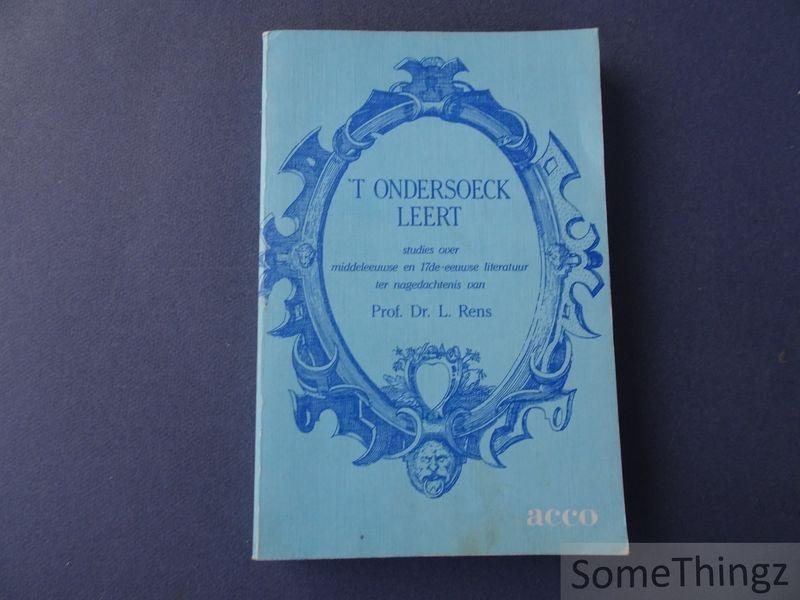 'T ONDERSOECK
LEERT
studies over
middeleeuwse en 17de-eeuwse literatuur
ter nagedachtenis van
Prof. Dr. L. Rens
acco
SomeThingz